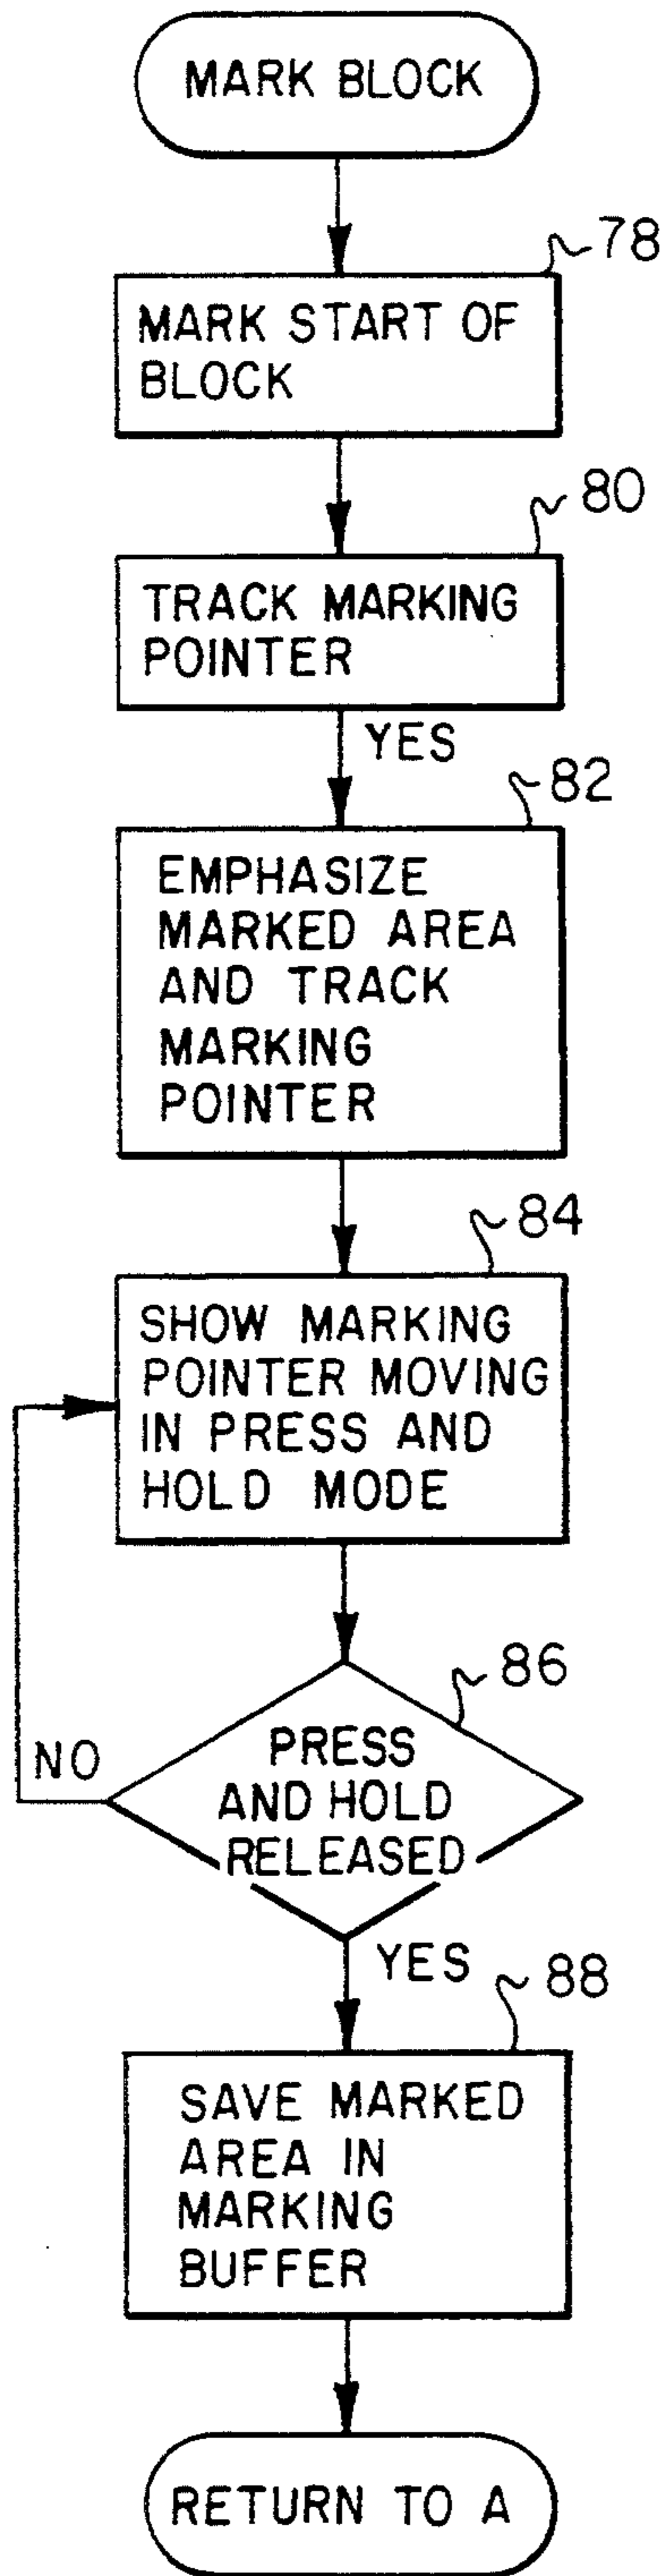 MARK BLOCK
78
MARK START OF
BLOCK
80
TRACK MARKING
POINTER
YES
82
EMPHASIZE
MARKED AREA
AND TRACK
MARKING
POINTER
84
SHOW MARKING
POINTER MOVING
IN PRESS AND
HOLD MODE
86
PRESS
AND HOLD
RELEASED
NO
YES
88
SAVE MARKED
AREA IN
MARKING
BUFFER
RETURN TO A